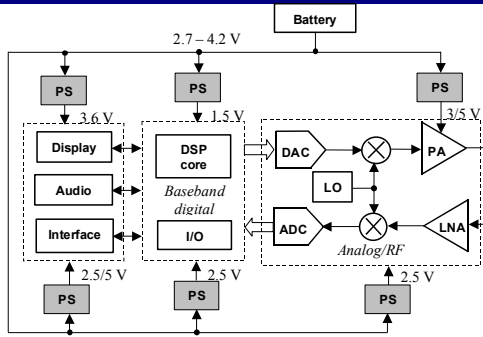 Battery
2.7 – 4.2 V
PS
PS
PS
3.6 V
1.5 V
3/5 V
Display
DSP
core
DAC
PA
Audio
Baseband
digital
LO
Interface
I/O
ADC
LNA
Analog/RF
2.5/5 V
2.5 V
2.5 V
PS
PS
PS